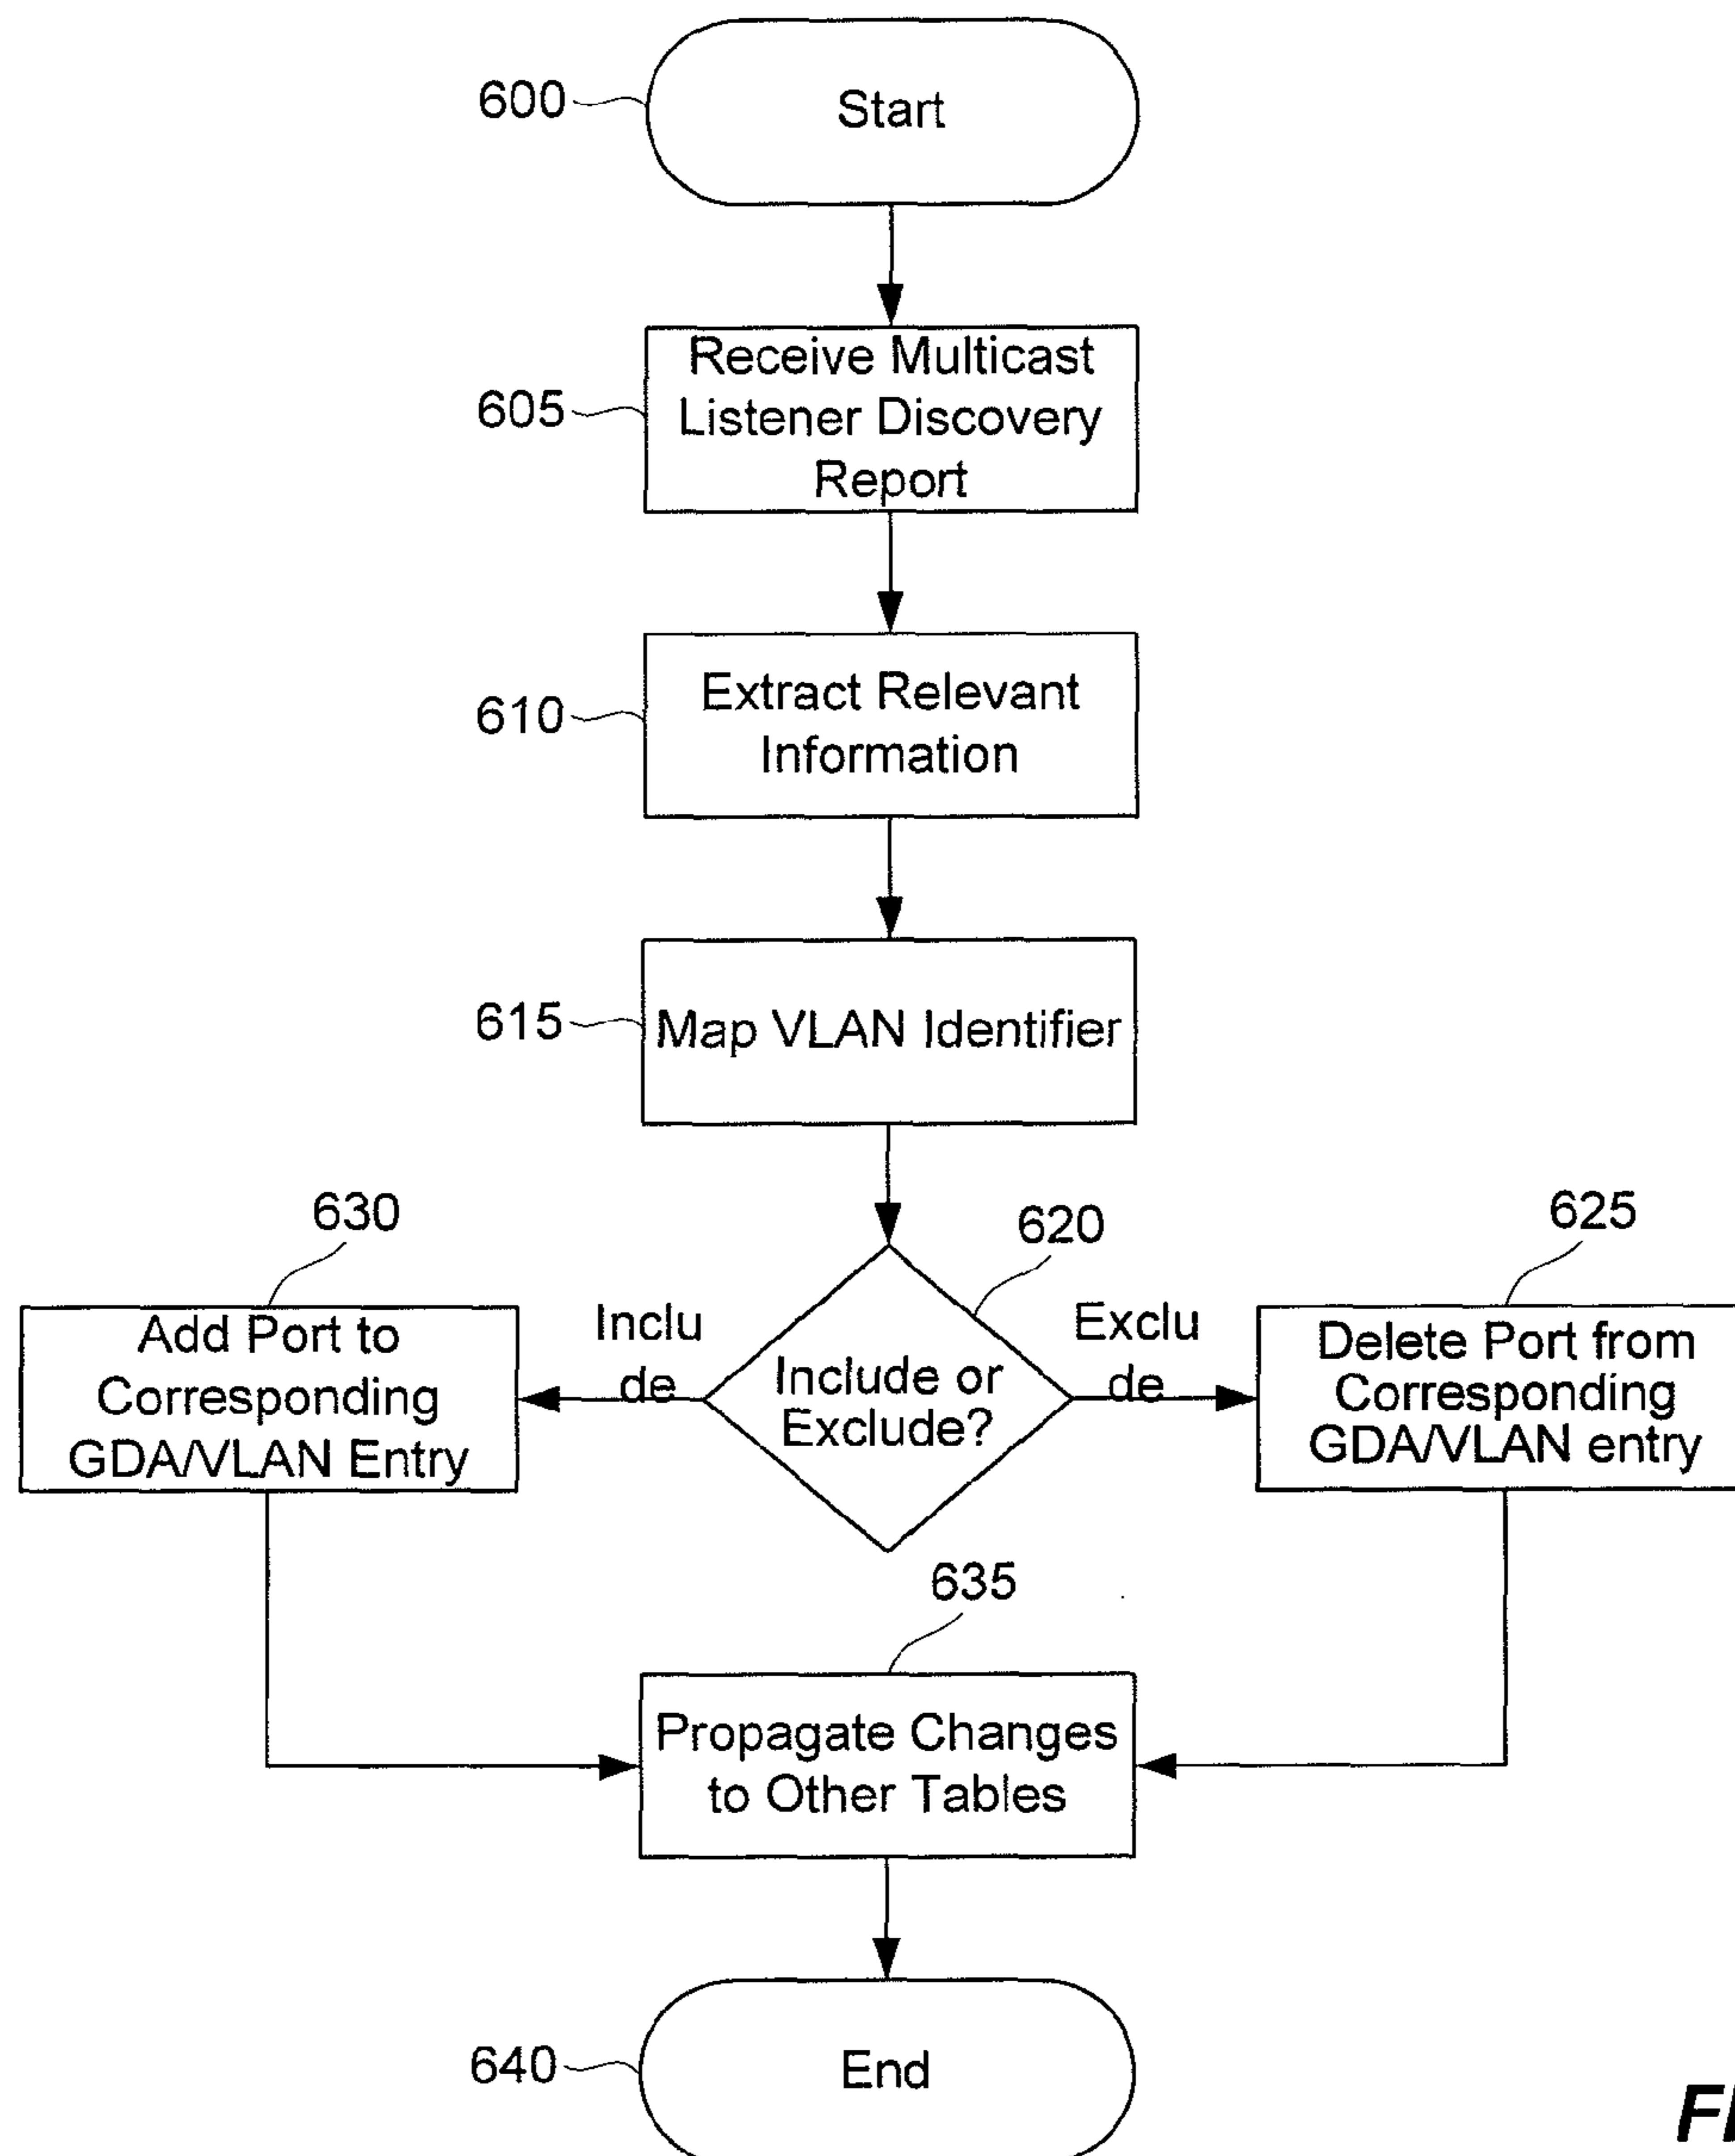 600
Start
605
Receive Multicast
Listener Discovery
Report
610
Extract Relevant
Information
615
Map VLAN Identifier
630
620
625
Add Port to
Corresponding
GDA/VLAN Entry
Inclu
de
Include or
Exclude?
Exclu
de
Delete Port from
Corresponding
GDA/VLAN entry
635
Propagate Changes
to Other Tables
640
End